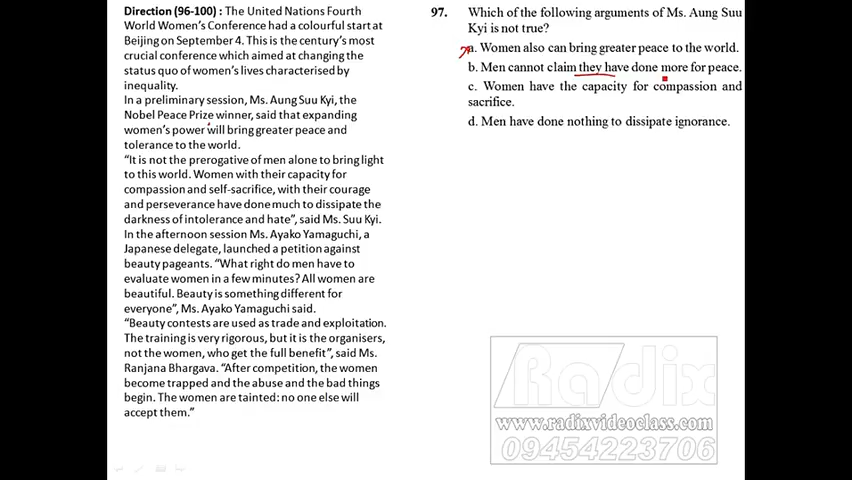 Direction (96-100) : The United Nations Fourth
World Women's Conference had a colourful start at
Beijing on September 4. This is the century's most
crucial conference which aimed at changing the
status quo of women's lives characterised by
inequality.
In a preliminary session, Ms. Aung Suu Kyi, the
Nobel Peace Prize winner, said that expanding
women's power will bring greater peace and
tolerance to the world.
"It is not the prerogative of men alone to bring light
to this world. Women with their capacity for
compassion and self-sacrifice, with their courage
and perseverance have done much to dissipate the
darkness of intolerance and hate", said Ms. Suu Kyi.
In the afternoon session Ms. Ayako Yamaguchi, a
Japanese delegate, launched a petition against
beauty pageants. "What right do men have to
evaluate women in a few minutes? All women are
beautiful. Beauty is something different for
everyone", Ms. Ayako Yamaguchi said.
"Beauty contests are used as trade and exploitation.
The training is very rigorous, but it is the organisers,
not the women, who get the full benefit", said Ms.
Ranjana Bhargava. "After competition, the women
become trapped and the abuse and the bad things
begin. The women are tainted: no one else will
accept them."
97. Which of the following arguments of Ms. Aung Suu
Kyi is not true?
a. Women also can bring greater peace to the world.
b. Men cannot claim they have done more for peace.
c. Women have the capacity for compassion and
sacrifice.
d. Men have done nothing to dissipate ignorance.
Radix
www.radixvideoclass.com
09454223706